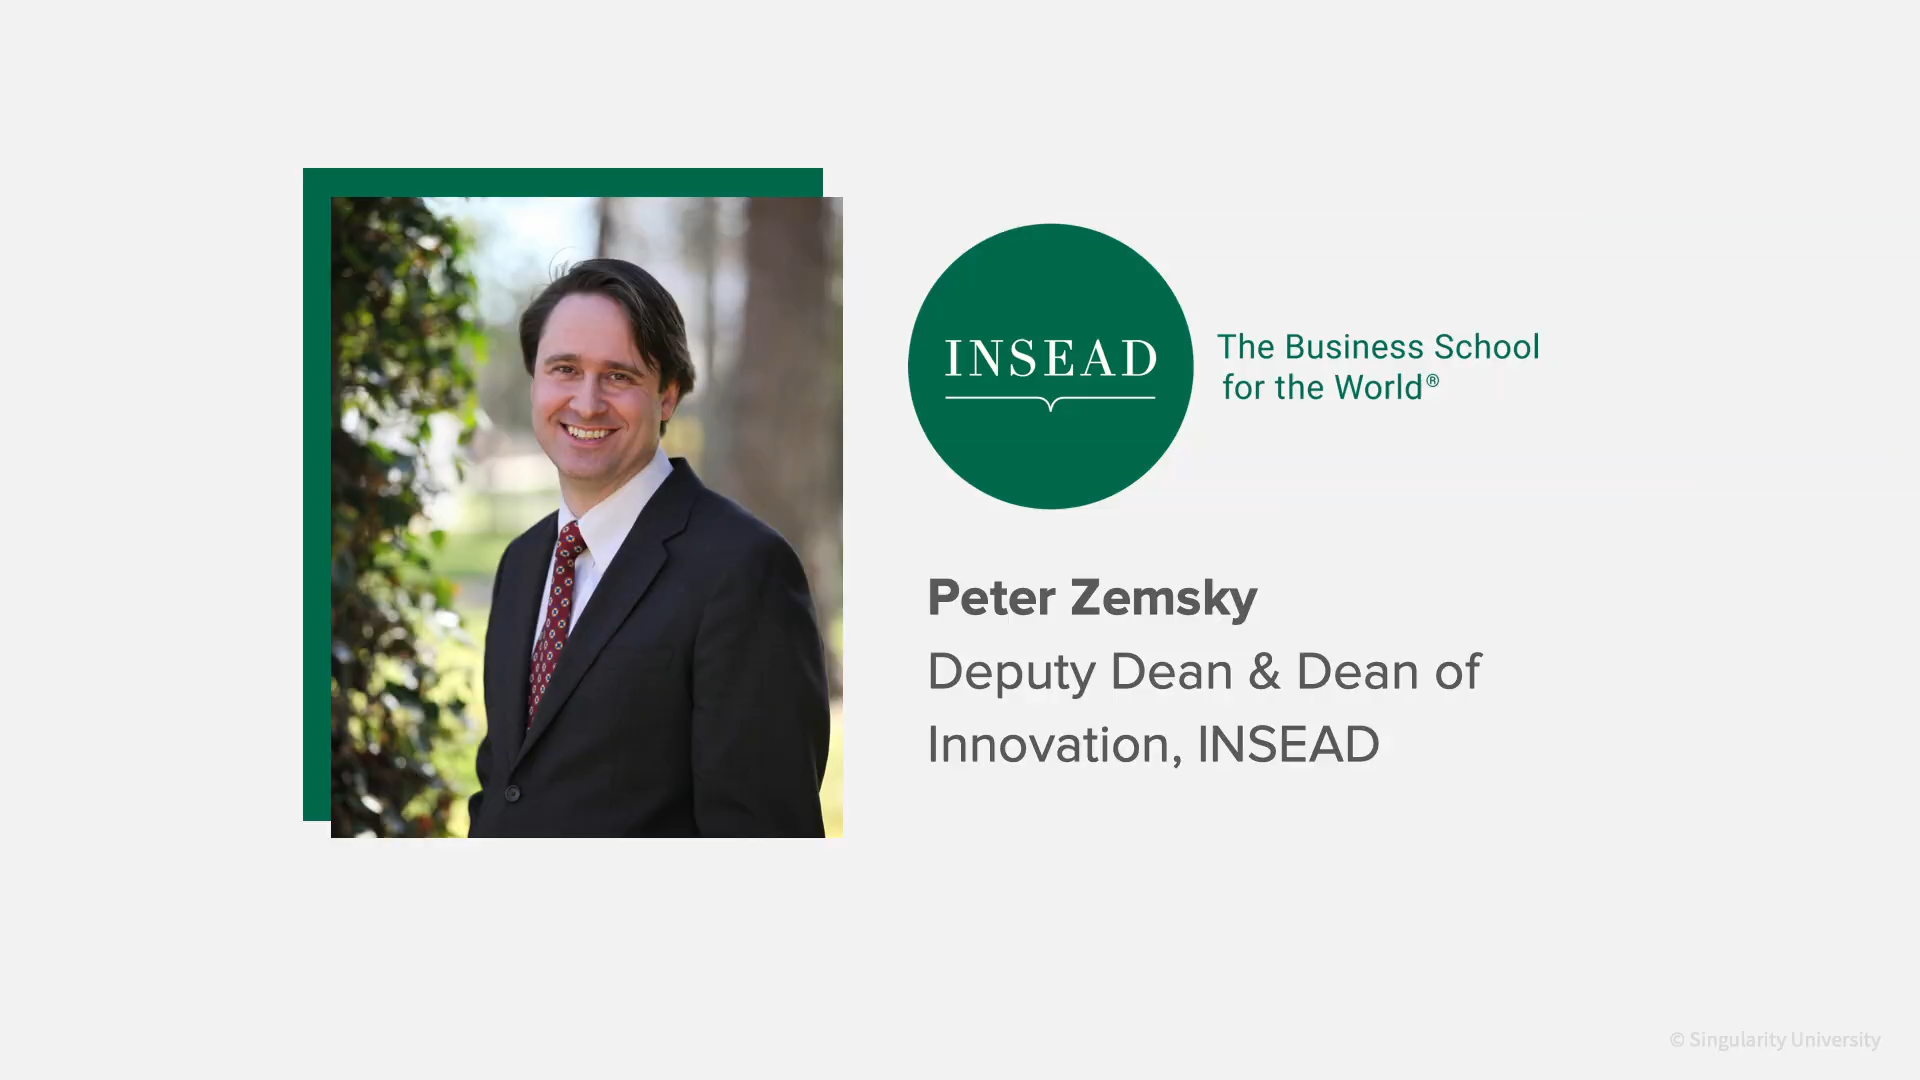 INSEAD
The Business School
for the World®
Peter Zemsky
Deputy Dean & Dean of
Innovation, INSEAD
© Singularity University